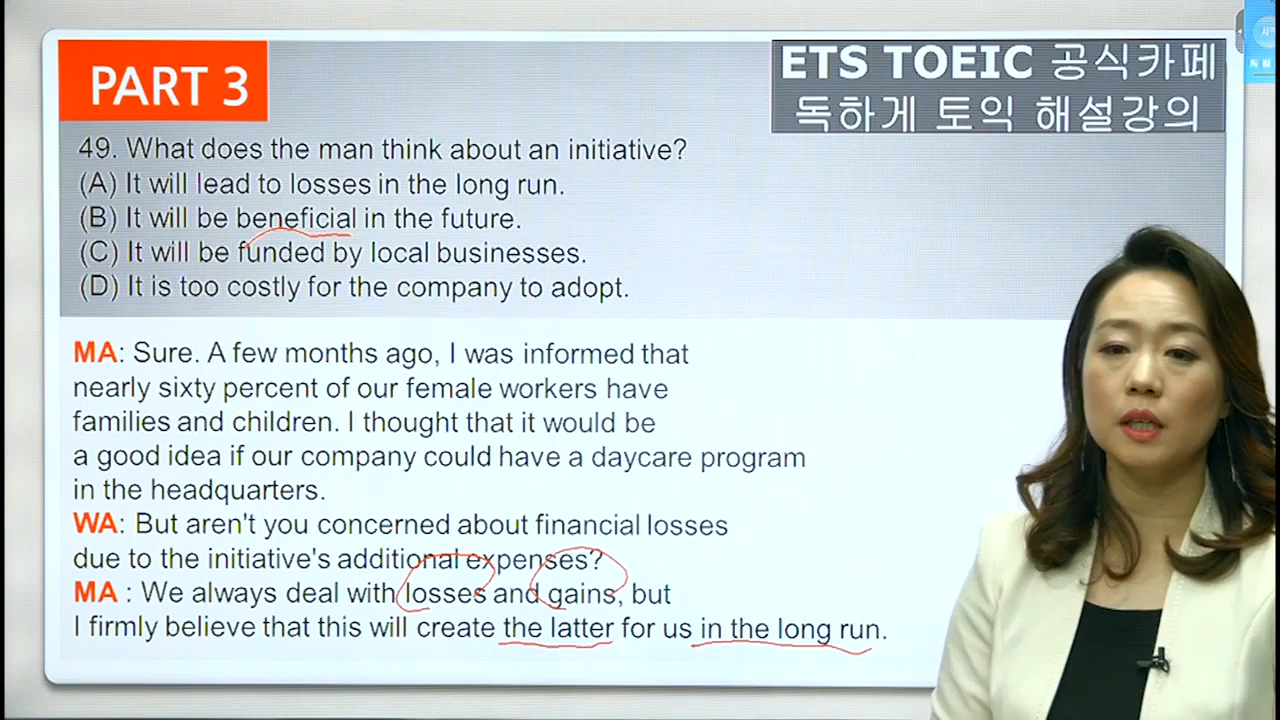 PART 3
ETS TOEIC 공식카페
독하게 토익 해설강의
49. What does the man think about an initiative?
(A) It will lead to losses in the long run.
(B) It will be beneficial in the future.
(C) It will be funded by local businesses.
(D) It is too costly for the company to adopt.
MA: Sure. A few months ago, I was informed that
nearly sixty percent of our female workers have
families and children. I thought that it would be
a good idea if our company could have a daycare program
in the headquarters.
WA: But aren't you concerned about financial losses
due to the initiative's additional expenses?
MA : We always deal with losses and gains, but
I firmly believe that this will create the latter for us in the long run.